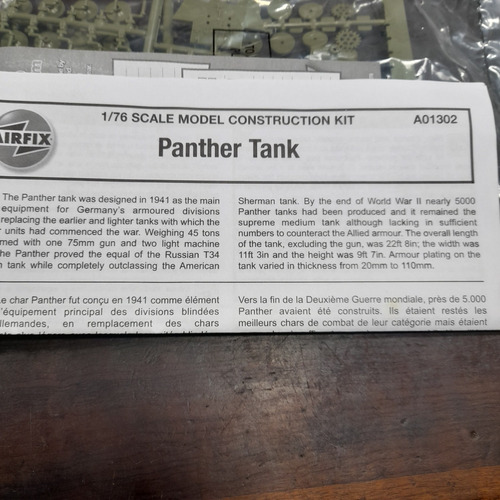 AIRFIX
1/76 SCALE MODEL CONSTRUCTION KIT
A01302
Panther Tank
The Panther tank was designed in 1941 as the main
equipment for Germany's armoured divisions
replacing the earlier and lighter tanks with which the
units had commenced the war. Weighing 45 tons
med with one 75mm gun and two light machine
the Panther proved the equal of the Russian T34
tank while completely outclassing the American
Sherman tank. By the end of World War II nearly 5000
Panther tanks had been produced and it remained the
supreme medium tank although lacking in sufficient
numbers to counteract the Allied armour. The overall length
of the tank, excluding the gun, was 22ft 8in; the width was
11ft 3in and the height was 9ft 7in. Armour plating on the
tank varied in thickness from 20mm to 110mm.
Le char Panther fut conçu en 1941 comme élément
l'équipement principal des divisions blindées
llemandes, en remplacement des chars
Vers la fin de la Deuxième Guerre mondiale, près de 5.000
Panther avaient été construits. Ils étaient restés les
meilleurs chars de combat de leur catégorie mais étaient